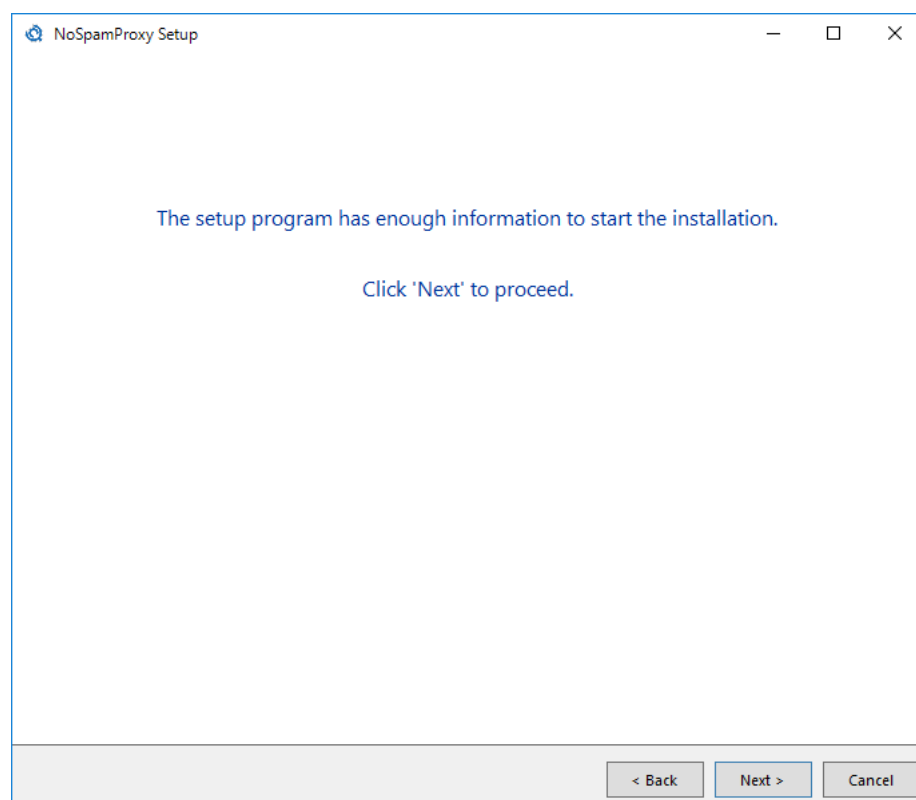 NoSpamProxy Setup
The setup program has enough information to start the installation.
Click 'Next' to proceed.
< Back
Next >
Cancel